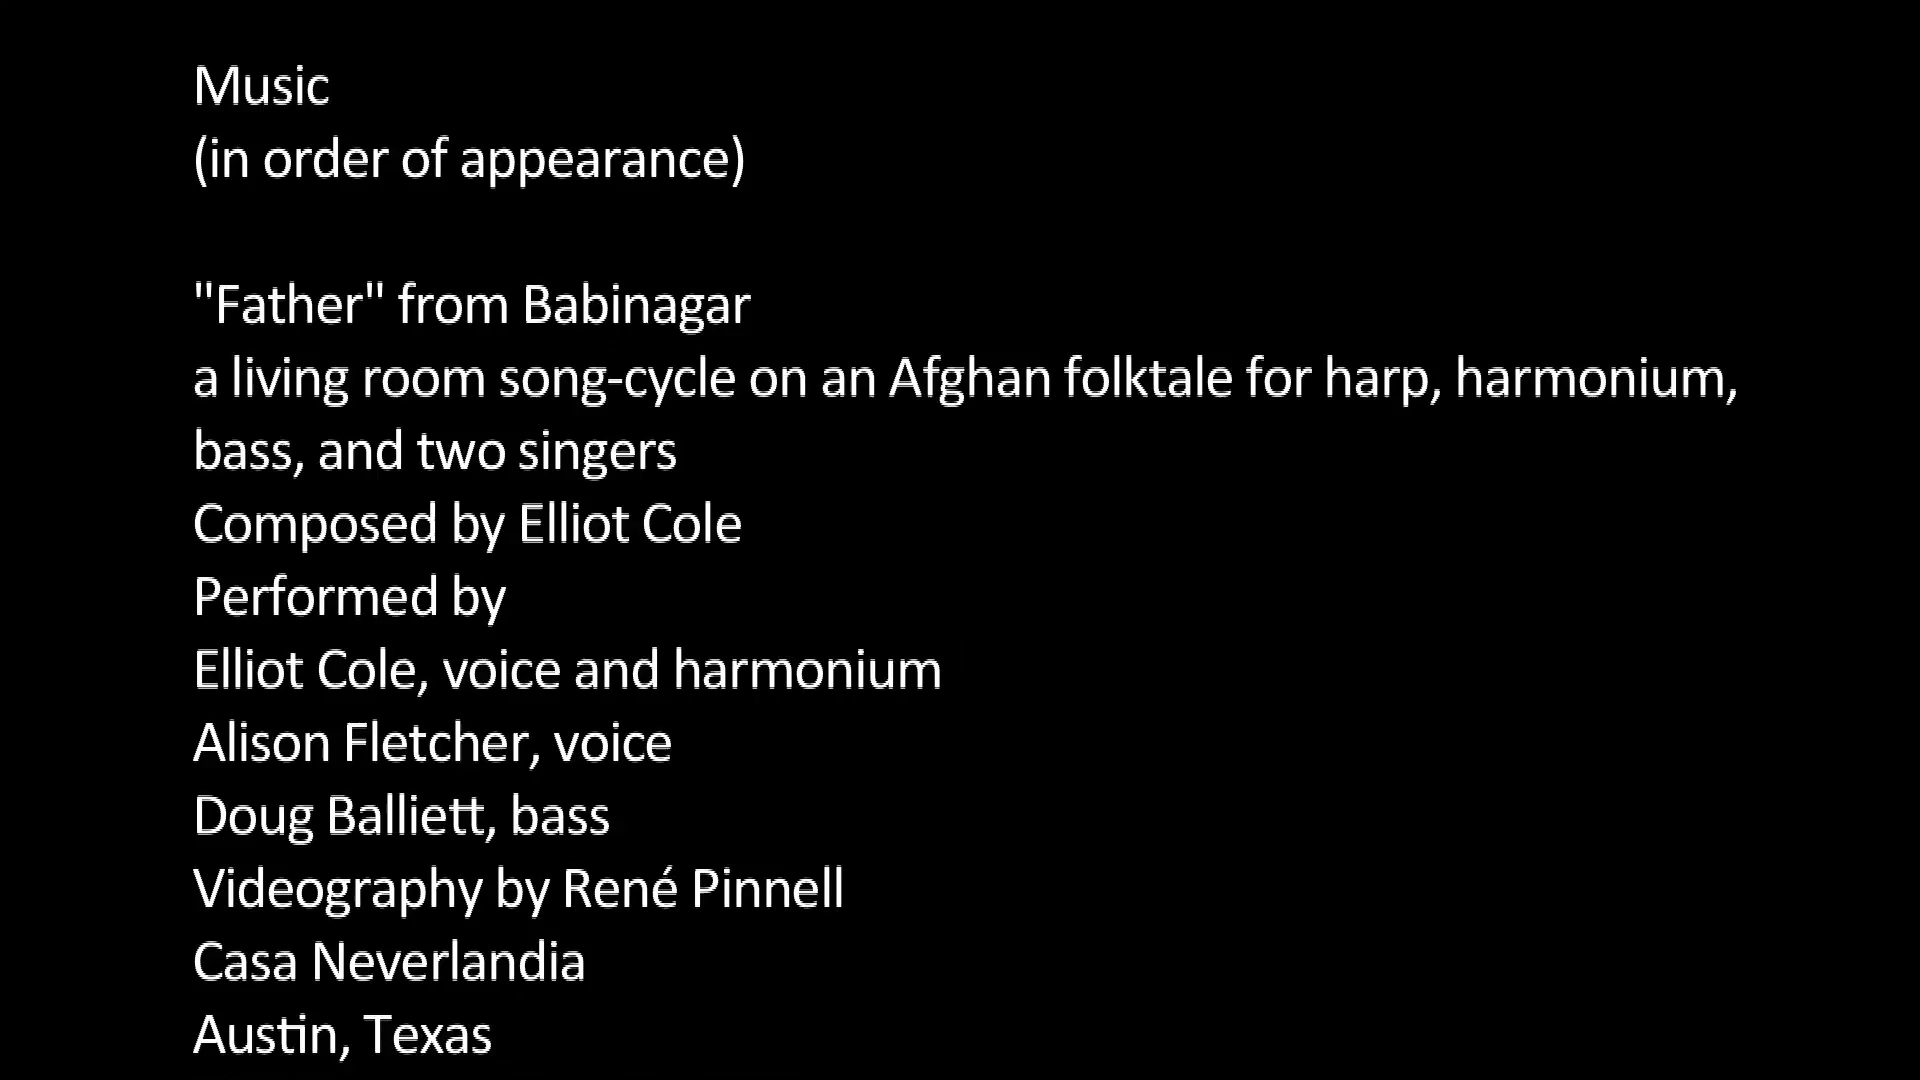 Music
(in order of appearance)
"Father" from Babinagar
a living room song-cycle on an Afghan folktale for harp, harmonium,
bass, and two singers
Composed by Elliot Cole
Performed by
Elliot Cole, voice and harmonium
Alison Fletcher, voice
Doug Balliett, bass
Videography by René Pinnell
Casa Neverlandia
Austin, Texas